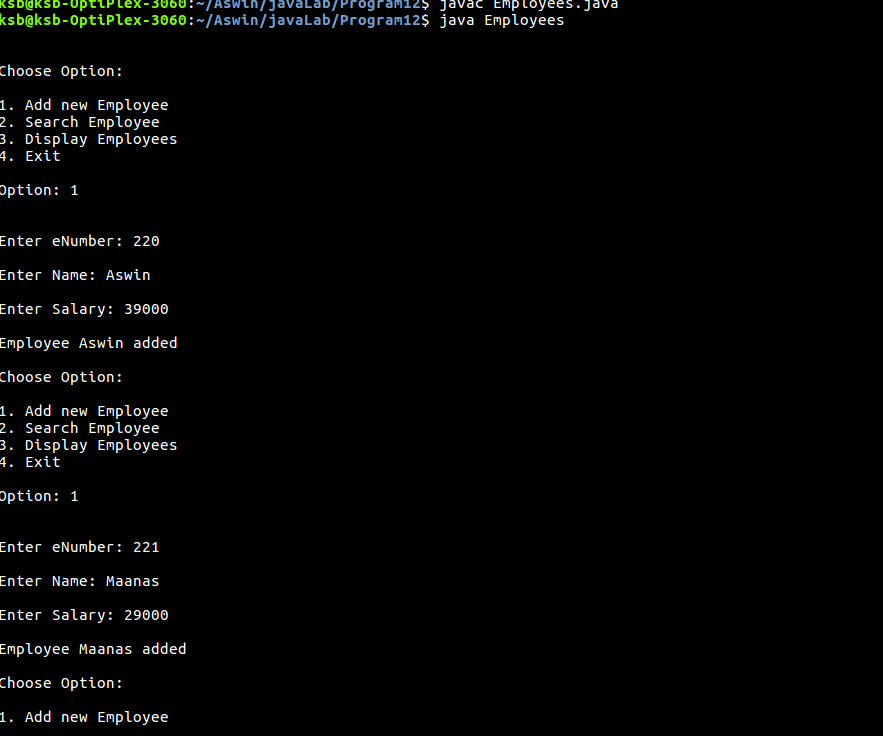 ksb@ksb-OptiPlex-3060:~/Aswin/javaLab/Program12$ javac Employees.java
ksb@ksb-OptiPlex-3060:~/Aswin/javaLab/Program12$ java Employees
Choose Option:
1. Add new Employee
2. Search Employee
3. Display Employees
4. Exit
Option: 1
Enter eNumber: 220
Enter Name: Aswin
Enter Salary: 39000
Employee Aswin added
Choose Option:
1. Add new Employee
2. Search Employee
3. Display Employees
4. Exit
Option: 1
Enter eNumber: 221
Enter Name: Maanas
Enter Salary: 29000
Employee Maanas added
Choose Option:
1. Add new Employee